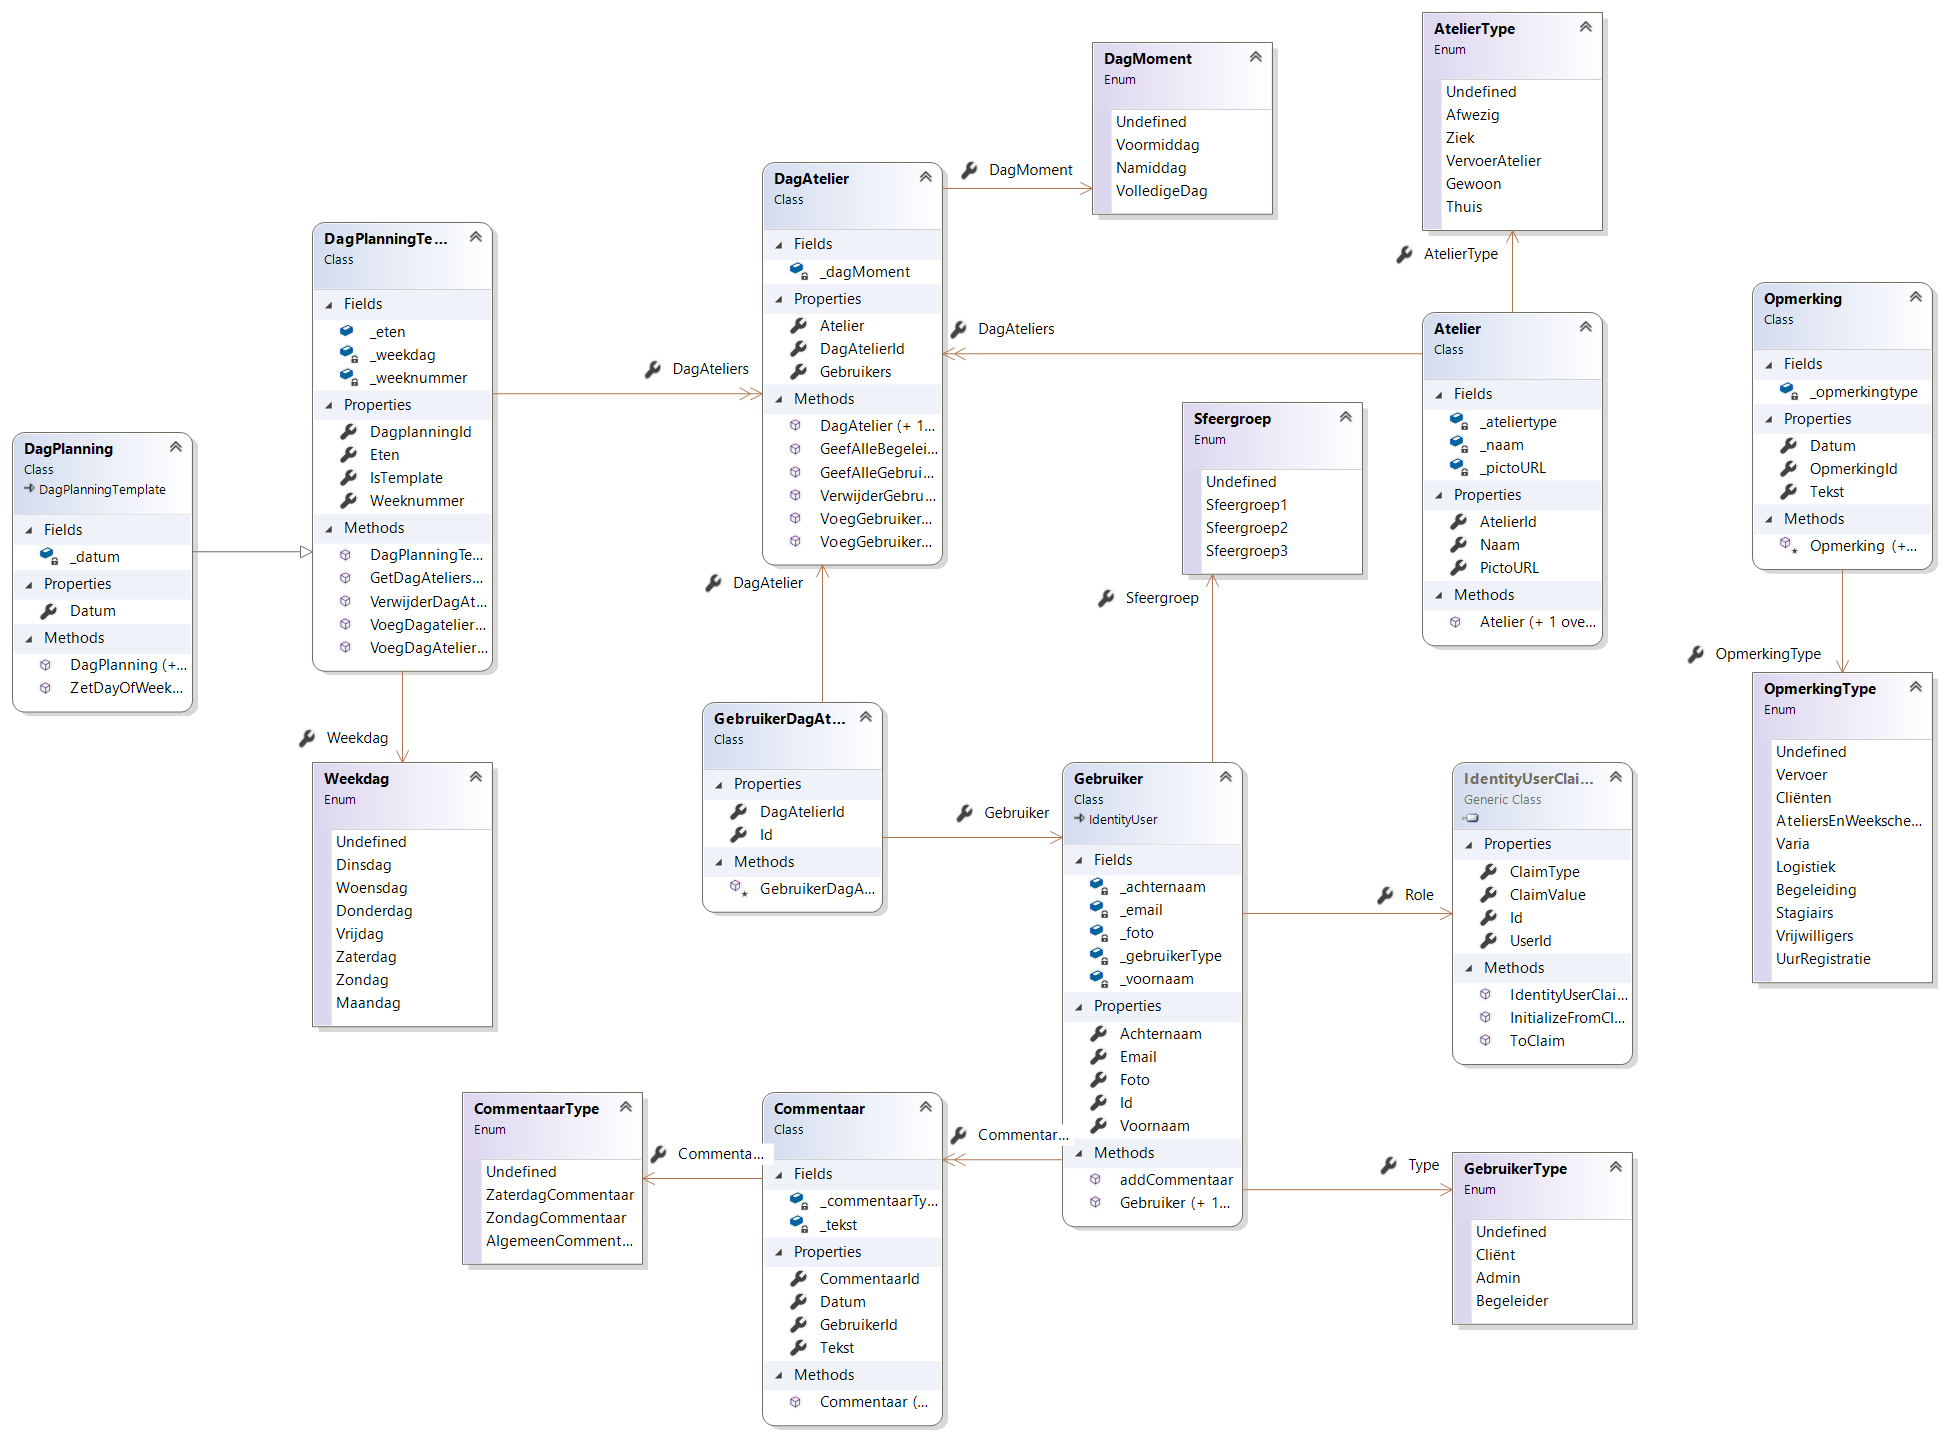 AtelierType
Enum
Undefined
Afwezig
Ziek
VervoerAtelier
Gewoon
Thuis
DagMoment
Enum
Undefined
Voormiddag
Namiddag
VolledigeDag
DagMoment
DagAtelier
Class
Fields
_dagMoment
Properties
Atelier
DagAtelierId
Gebruikers
Methods
DagAtelier (+ 1...
GeefAlleBegelei...
GeefAlleGebrui...
VerwijderGebru...
VoegGebruiker...
VoegGebruiker...
DagPlanningTe...
Class
Fields
_eten
_weekdag
_weeknummer
Properties
DagplanningId
Eten
IsTemplate
Weeknummer
Methods
DagPlanningTe...
GetDagAteliers...
VerwijderDagAt...
VoegDagatelier...
VoegDagAtelier...
DagAteliers
AtelierType
DagAteliers
Atelier
Class
Fields
_ateliertype
_naam
_pictoURL
Properties
AtelierId
Naam
PictoURL
Methods
Atelier (+ 1 ove...
Opmerking
Class
Fields
_opmerkingtype
Properties
Datum
OpmerkingId
Tekst
Methods
Opmerking (+...
Sfeergroep
Enum
Undefined
Sfeergroep1
Sfeergroep2
Sfeergroep3
DagPlanning
Class
DagPlanningTemplate
Fields
_datum
Properties
Datum
Methods
DagPlanning (+...
ZetDayOfWeek...
DagAtelier
Sfeergroep
OpmerkingType
OpmerkingType
Enum
Undefined
Vervoer
Cliënten
AteliersEnWeeksche...
Varia
Logistiek
Begeleiding
Stagiairs
Vrijwilligers
UurRegistratie
Weekdag
Weekdag
Enum
Undefined
Dinsdag
Woensdag
Donderdag
Vrijdag
Zaterdag
Zondag
Maandag
GebruikerDagAt...
Class
Properties
DagAtelierId
Id
Methods
GebruikerDagA...
Gebruiker
Gebruiker
Class
IdentityUser
Fields
_achternaam
_email
_foto
_gebruikerType
_voornaam
Properties
Achternaam
Email
Foto
Id
Voornaam
Methods
addCommentaar
Gebruiker (+ 1...
Role
IdentityUserClai...
Generic Class
Properties
ClaimType
ClaimValue
Id
UserId
Methods
IdentityUserClai...
InitializeFromCl...
ToClaim
CommentaarType
Enum
Undefined
ZaterdagCommentaar
ZondagCommentaar
AlgemeenComment...
Commenta...
Commentaar
Class
Fields
_commentaarTy...
_tekst
Properties
CommentaarId
Datum
GebruikerId
Tekst
Methods
Commentaar (...
Commentar...
Type
GebruikerType
Enum
Undefined
Cliënt
Admin
Begeleider